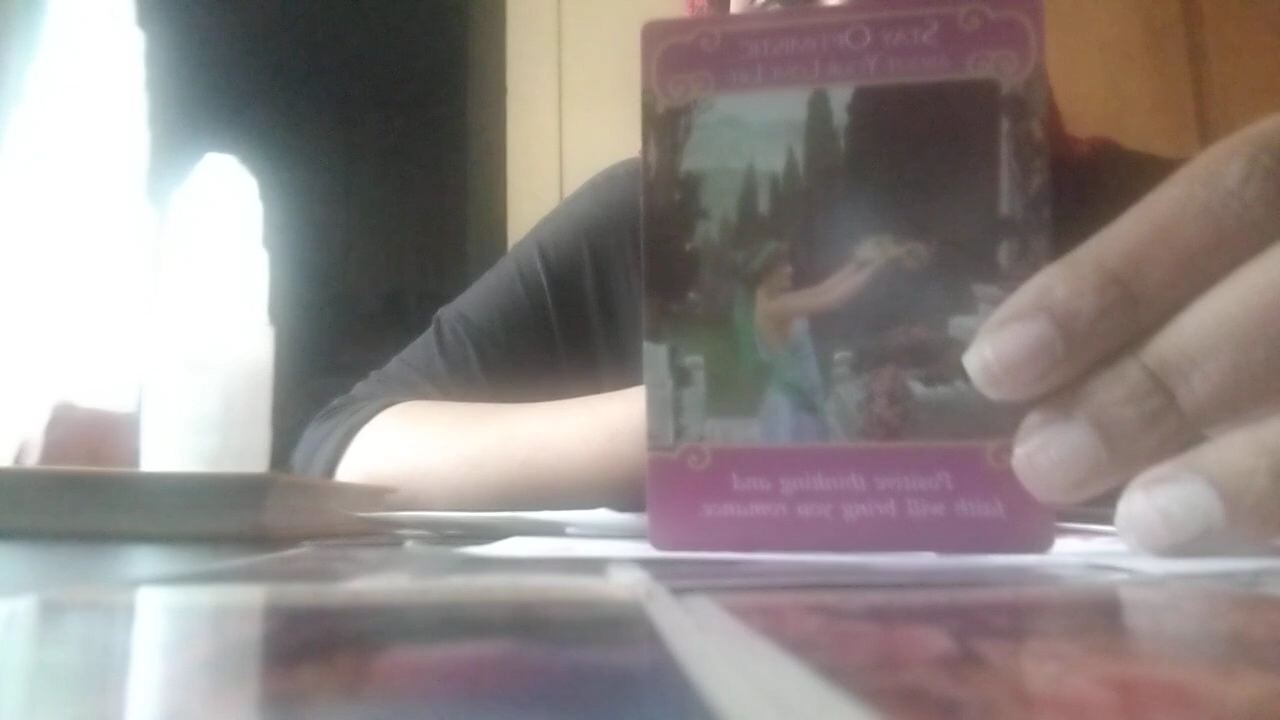 STAY OPTIMISTIC
ABOUT YOUR LOVE LIFE
Positive thinking and
faith will bring you romance.